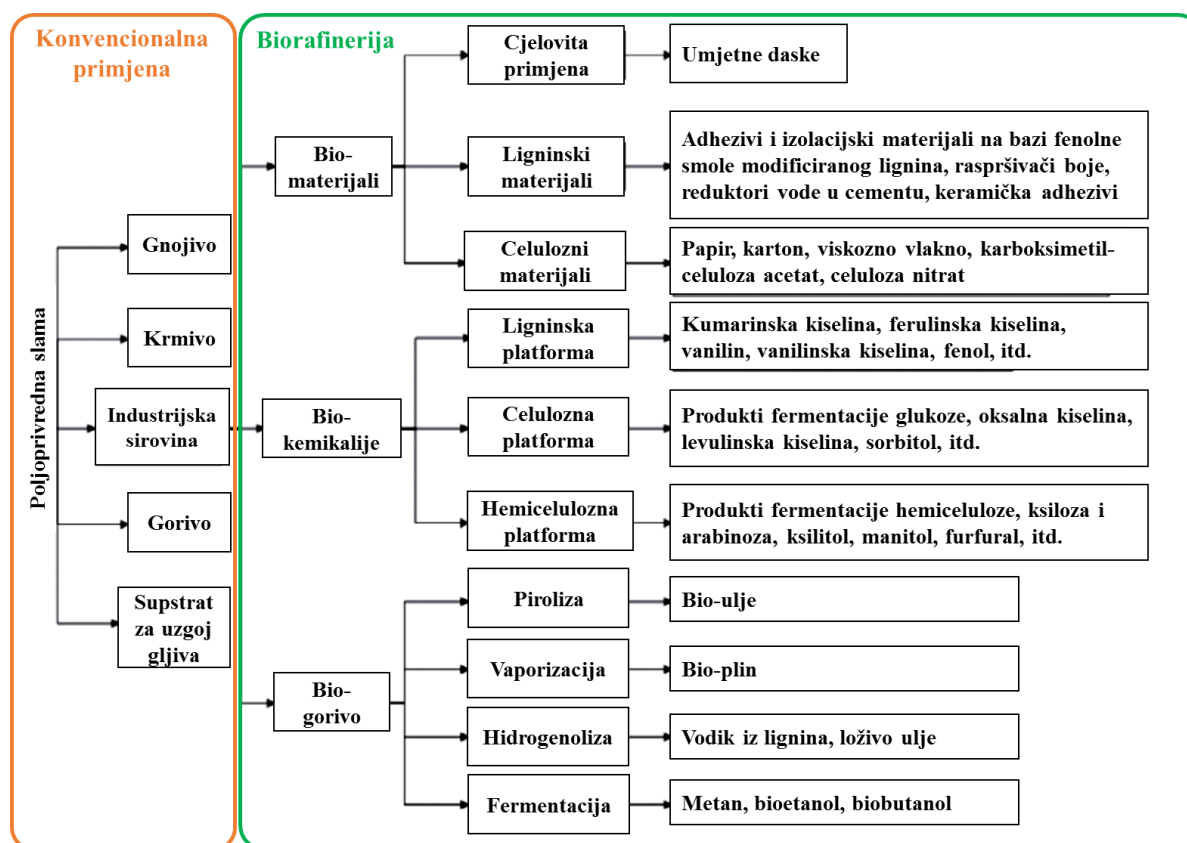 Konvencionalna
primjena
Poljoprivredna slama
Gnojivo
Krmivo
Industrijska
sirovina
Gorivo
Supstrat
za uzgoj
gljiva
Biorafinerija
Bio-
materijali
Cjelovita
primjena
Umjetne daske
Ligninski
materijali
Adhezivi i izolacijski materijali na bazi fenolne
smole modificiranog lignina, raspršivači boje,
reduktori vode u cementu, keramička adhezivi
Celulozni
materijali
Papir, karton, viskozno vlakno, karboksimetil-
celuloza acetat, celuloza nitrat
Bio-
kemikalije
Ligninska
platforma
Kumarinska kiselina, ferulinska kiselina,
vanilin, vanilinska kiselina, fenol, itd.
Celulozna
platforma
Produkti fermentacije glukoze, oksalna kiselina,
levulinska kiselina, sorbitol, itd.
Hemicelulozna
platforma
Produkti fermentacije hemiceluloze, ksiloza i
arabinoza, ksilitol, manitol, furfural, itd.
Bio-
gorivo
Piroliza
Bio-ulje
Vaporizacija
Bio-plin
Hidrogenoliza
Vodik iz lignina, loživo ulje
Fermentacija
Metan, bioetanol, biobutanol